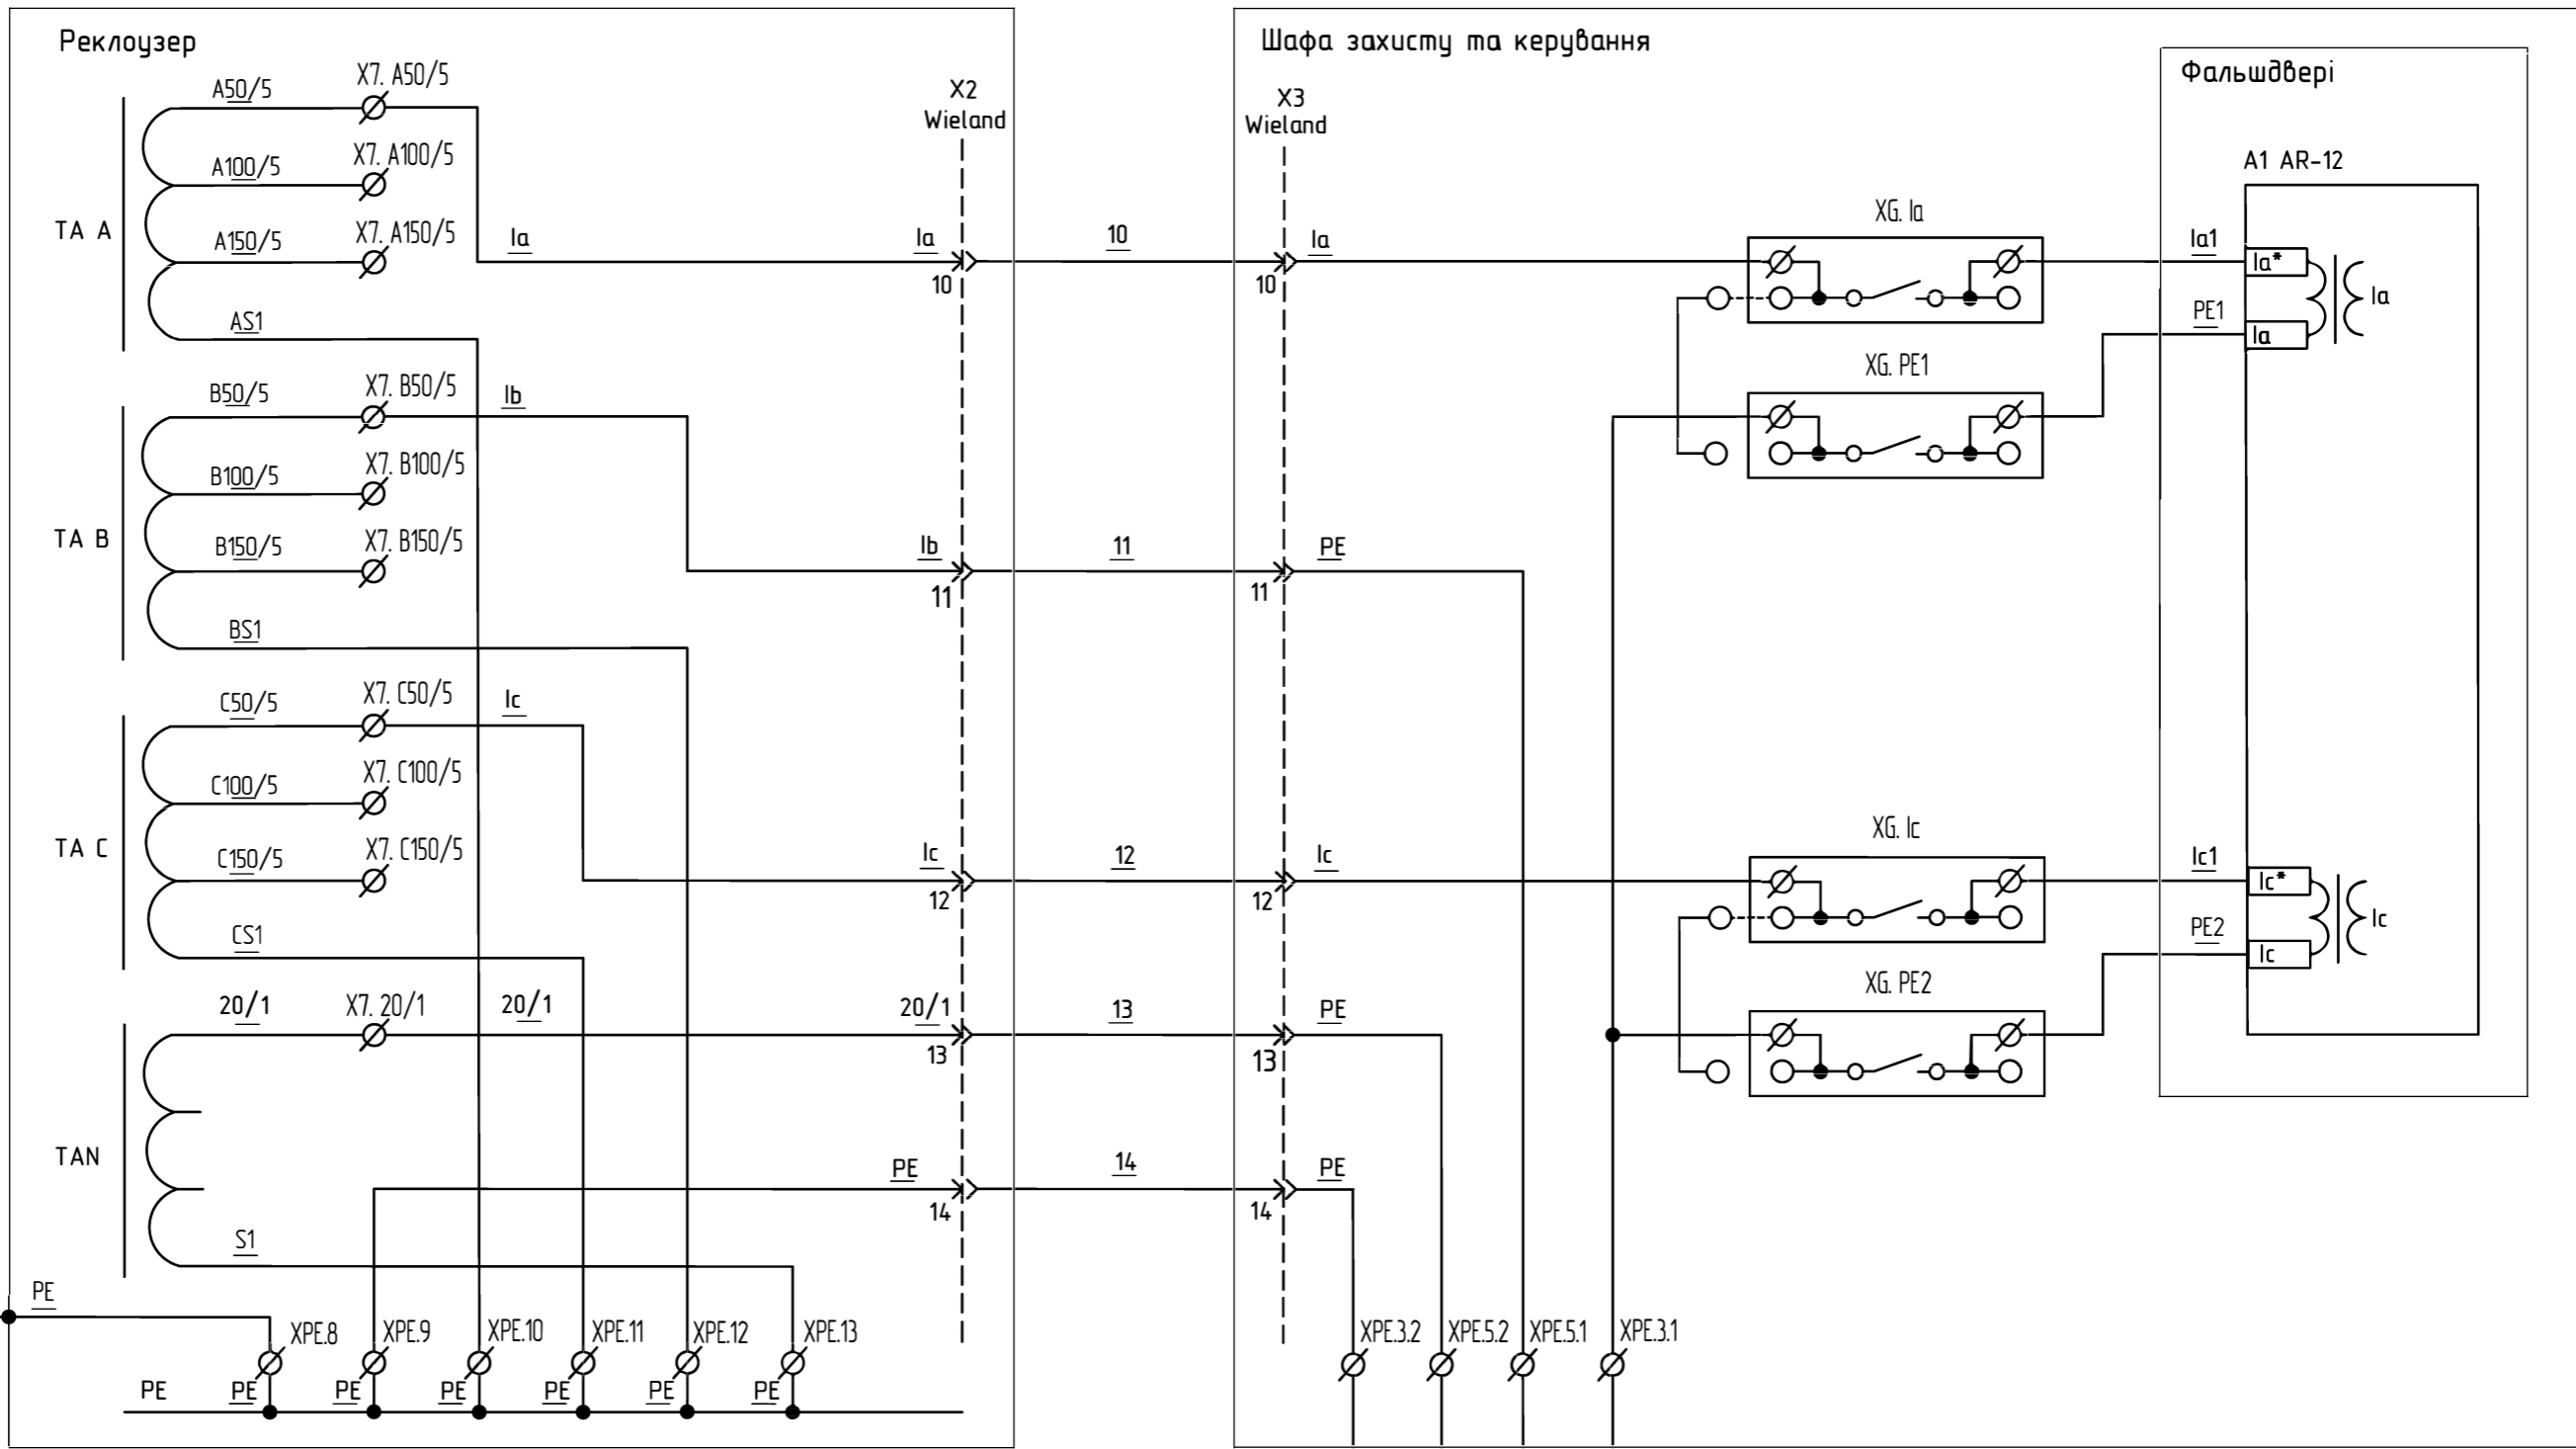 Реклоузер
Шафа захисту та керування
Фальшдвері
A50/5
X7. A50/5
X2
Wieland
X3
Wieland
A100/5
X7. A100/5
A1 AR-12
TA A
A150/5
X7. A150/5
Ia
Ia
10
10
Ia
10
XG. Ia
Ia1
Ia*
Ia
AS1
PE1
Ia
B50/5
X7. B50/5
Ib
XG. PE1
B100/5
X7. B100/5
TA B
B150/5
X7. B150/5
Ib
11
11
PE
11
BS1
C50/5
X7. C50/5
Ic
C100/5
X7. C100/5
XG. Ic
TA C
C150/5
X7. C150/5
Ic
12
12
Ic
12
Ic1
Ic*
Ic
CS1
PE2
Ic
20/1
X7. 20/1
20/1
20/1
13
13
PE
13
XG. PE2
TAN
PE
14
14
PE
14
S1
PE
XPE.8
XPE.9
XPE.10
XPE.11
XPE.12
XPE.13
XPE.3.2
XPE.5.2
XPE.5.1
XPE.3.1
PE
PE
PE
PE
PE
PE
PE